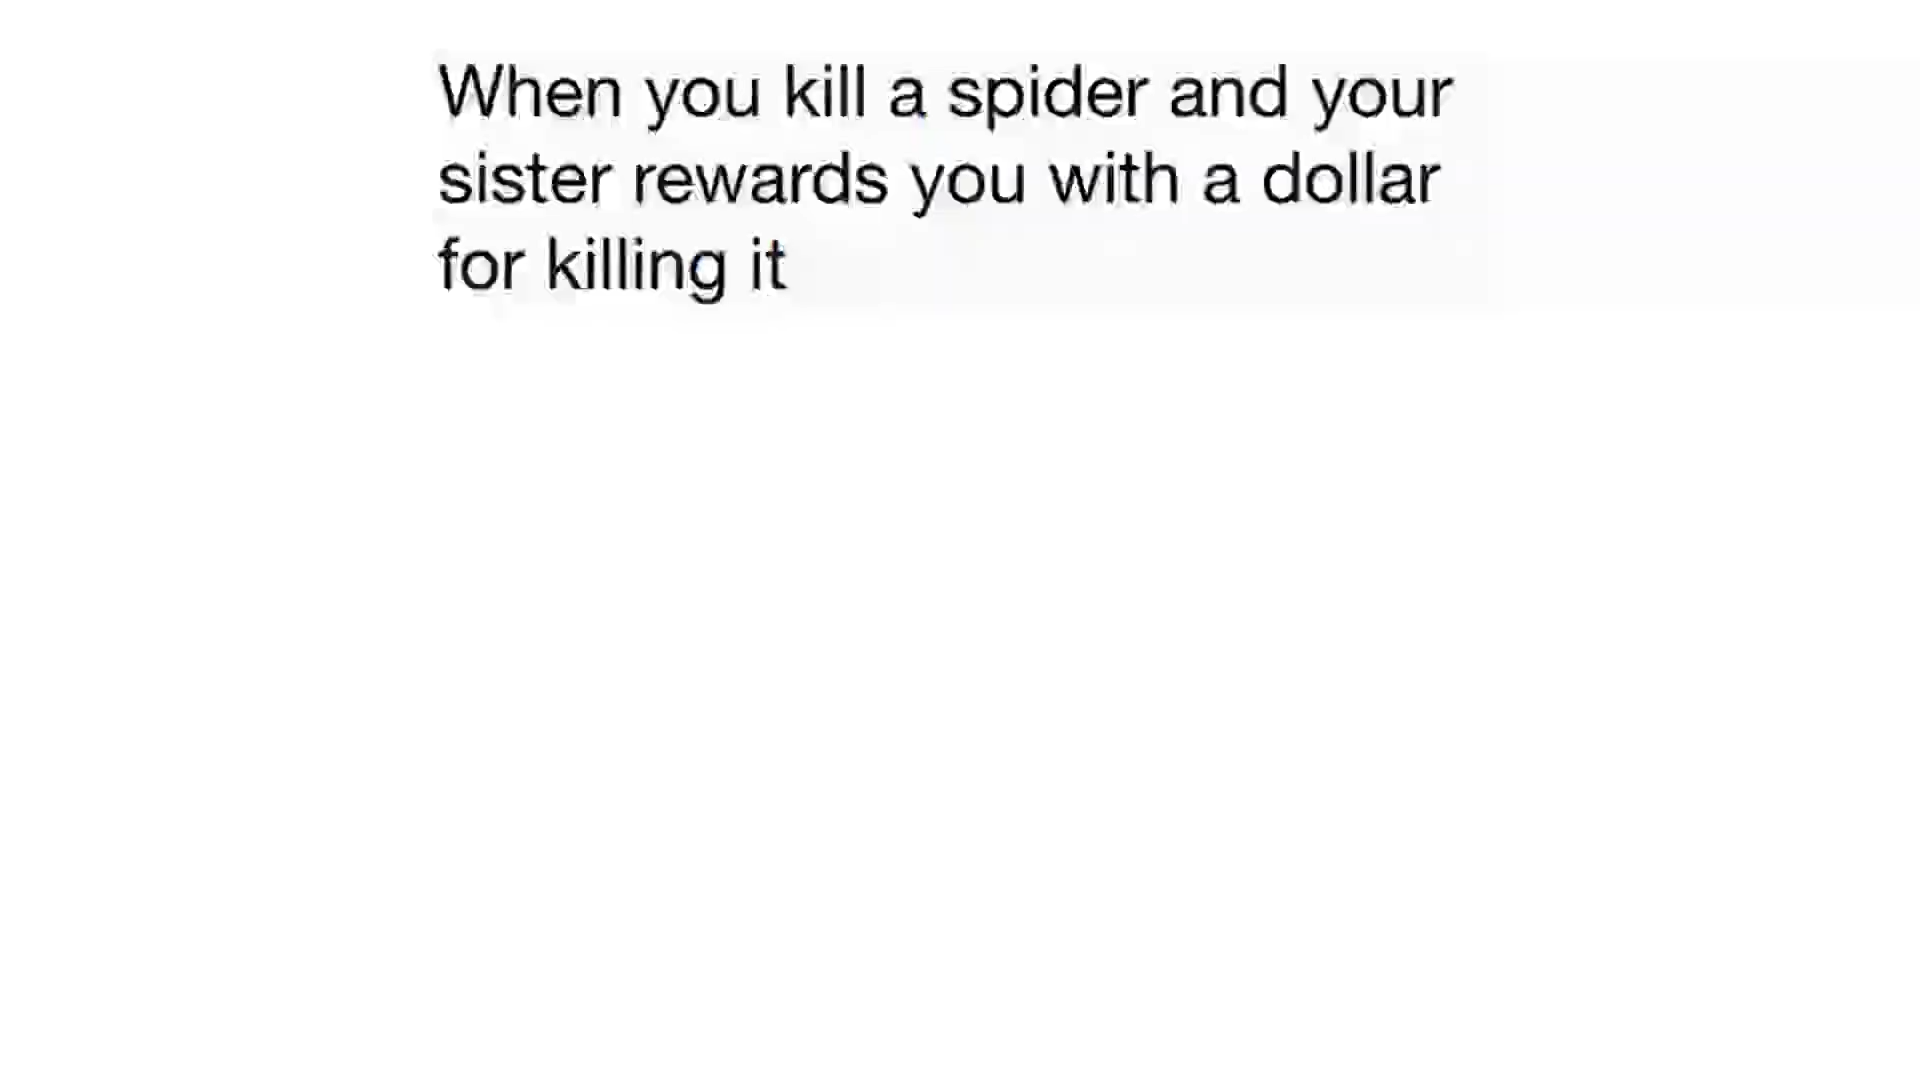 When you kill a spider and your
sister rewards you with a dollar
for killing it